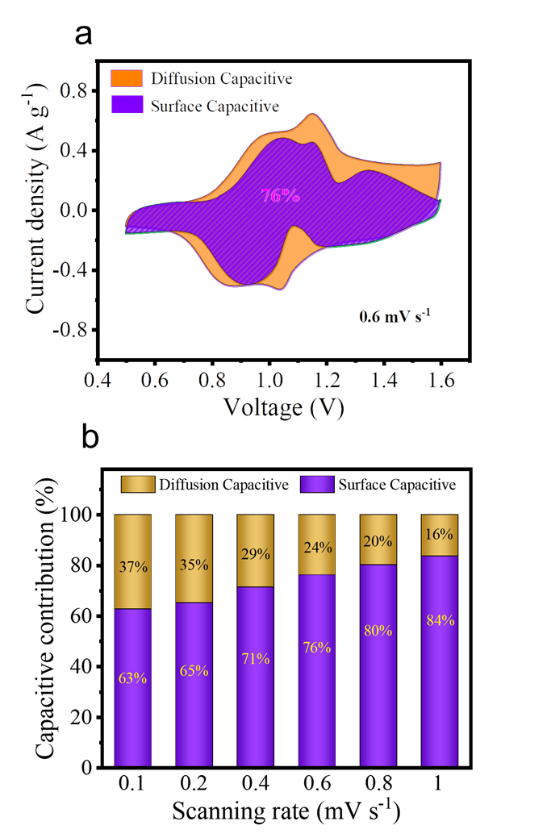 a
Diffusion Capacitive
Surface Capacitive
Current density (A g⁻¹)
0.8
0.4
0.0
-0.4
-0.8
76%
0.6 mV s⁻¹
0.4 0.6 0.8 1.0 1.2 1.4 1.6
Voltage (V)
b
Diffusion Capacitive Surface Capacitive
Capacitive contribution (%)
100
80
60
40
20
0
37% 35% 29% 24% 20% 16%
63% 65% 71% 76% 80% 84%
0.1 0.2 0.4 0.6 0.8 1
Scanning rate (mV s⁻¹)